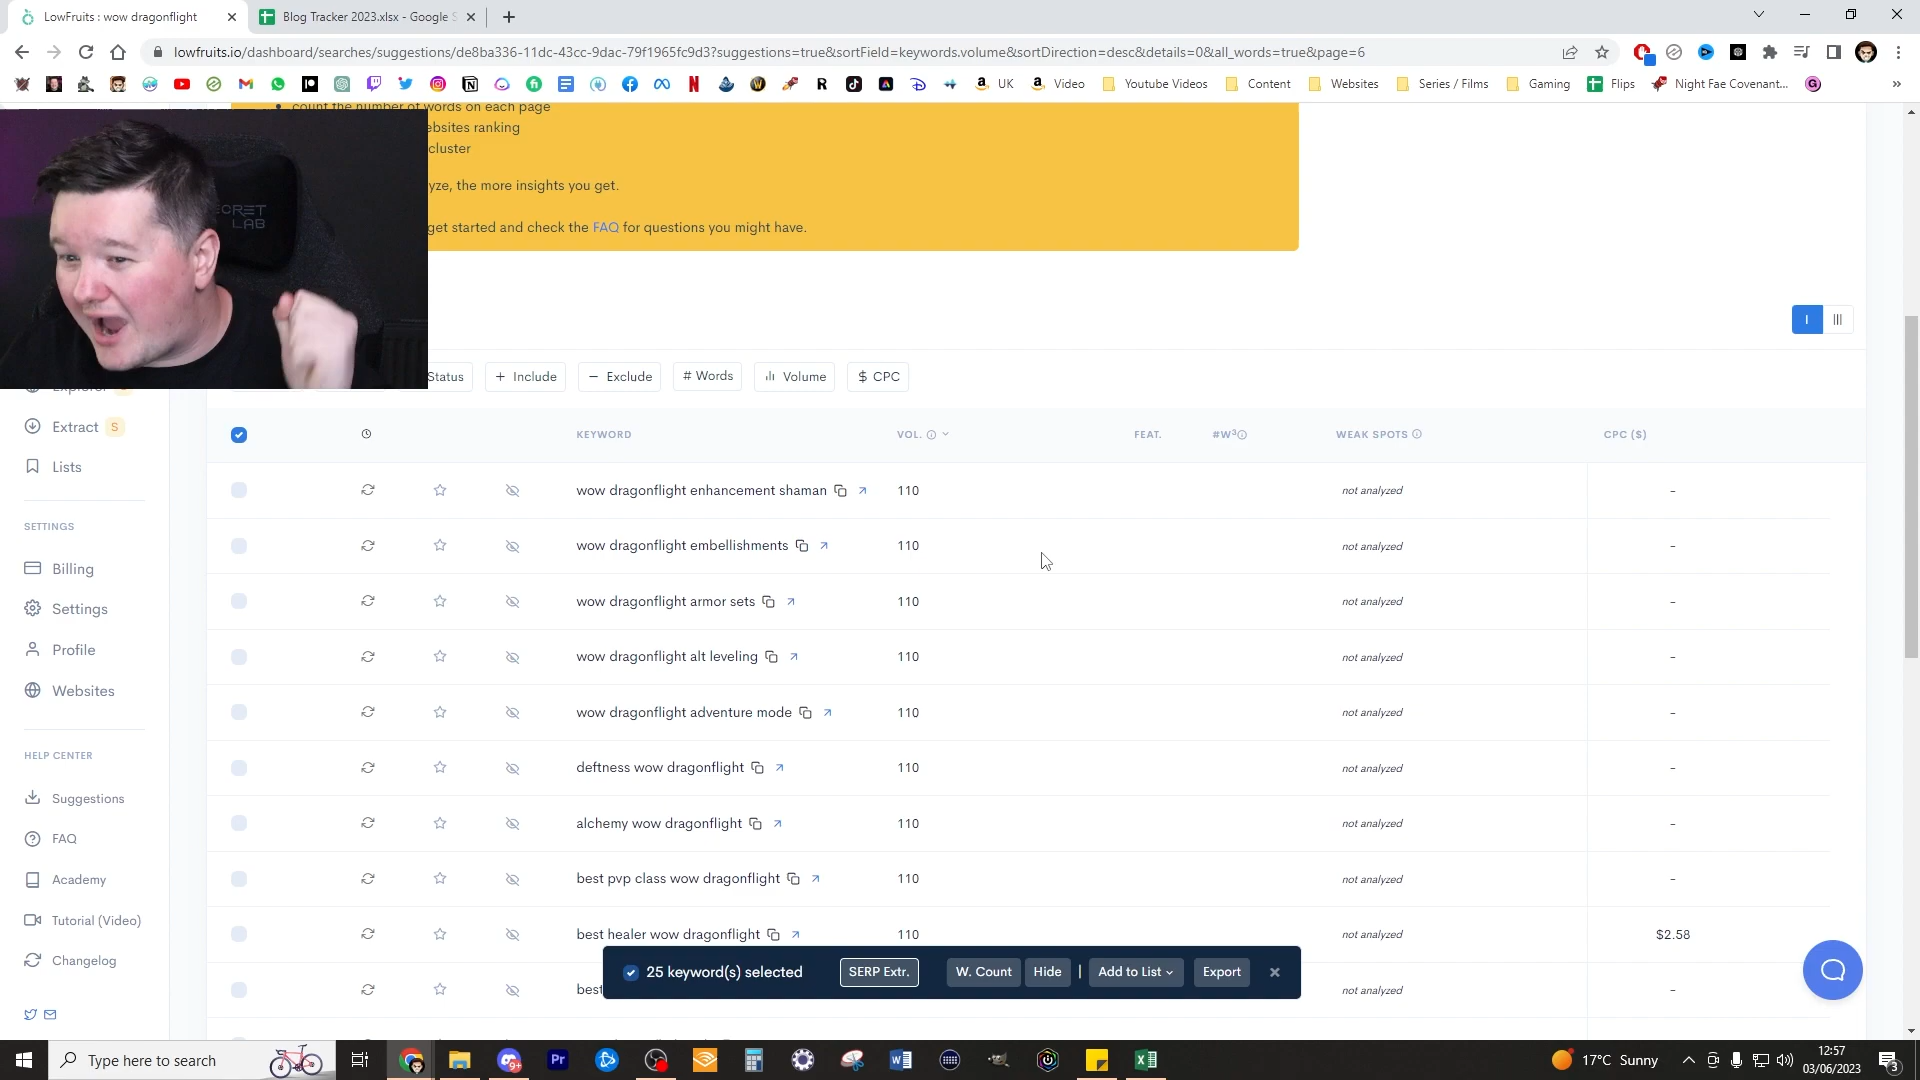 LowFruits : wow dragonflight
Blog Tracker 2023.xlsx - Google S
lowfruits.io/dashboard/searches/suggestions/de8ba336-11dc-43cc-9dac-79f1965fc9d3?suggestions=true&sortField=keywords.volume&sortDirection=desc&details=0&all_words=true&page=6
UK
Video
Youtube Videos
Content
Websites
Series / Films
Gaming
Flips
Night Fae Covenant...
count the number of words on each page
ebsites ranking
cluster
yze, the more insights you get.
get started and check the FAQ for questions you might have.
CRET
LAB
Status
+ Include
− Exclude
# Words
Volume
$ CPC
Explorer
Extract S
Lists
SETTINGS
Billing
Settings
Profile
Websites
HELP CENTER
Suggestions
FAQ
Academy
Tutorial (Video)
Changelog
KEYWORD VOL. FEAT. #W³ WEAK SPOTS CPC ($)
wow dragonflight enhancement shaman 110 not analyzed -
wow dragonflight embellishments 110 not analyzed -
wow dragonflight armor sets 110 not analyzed -
wow dragonflight alt leveling 110 not analyzed -
wow dragonflight adventure mode 110 not analyzed -
deftness wow dragonflight 110 not analyzed -
alchemy wow dragonflight 110 not analyzed -
best pvp class wow dragonflight 110 not analyzed -
best healer wow dragonflight 110 not analyzed $2.58
best not analyzed -
25 keyword(s) selected SERP Extr. W. Count Hide | Add to List Export
Type here to search
Pr
9+
17°C Sunny
12:57
03/06/2023
3